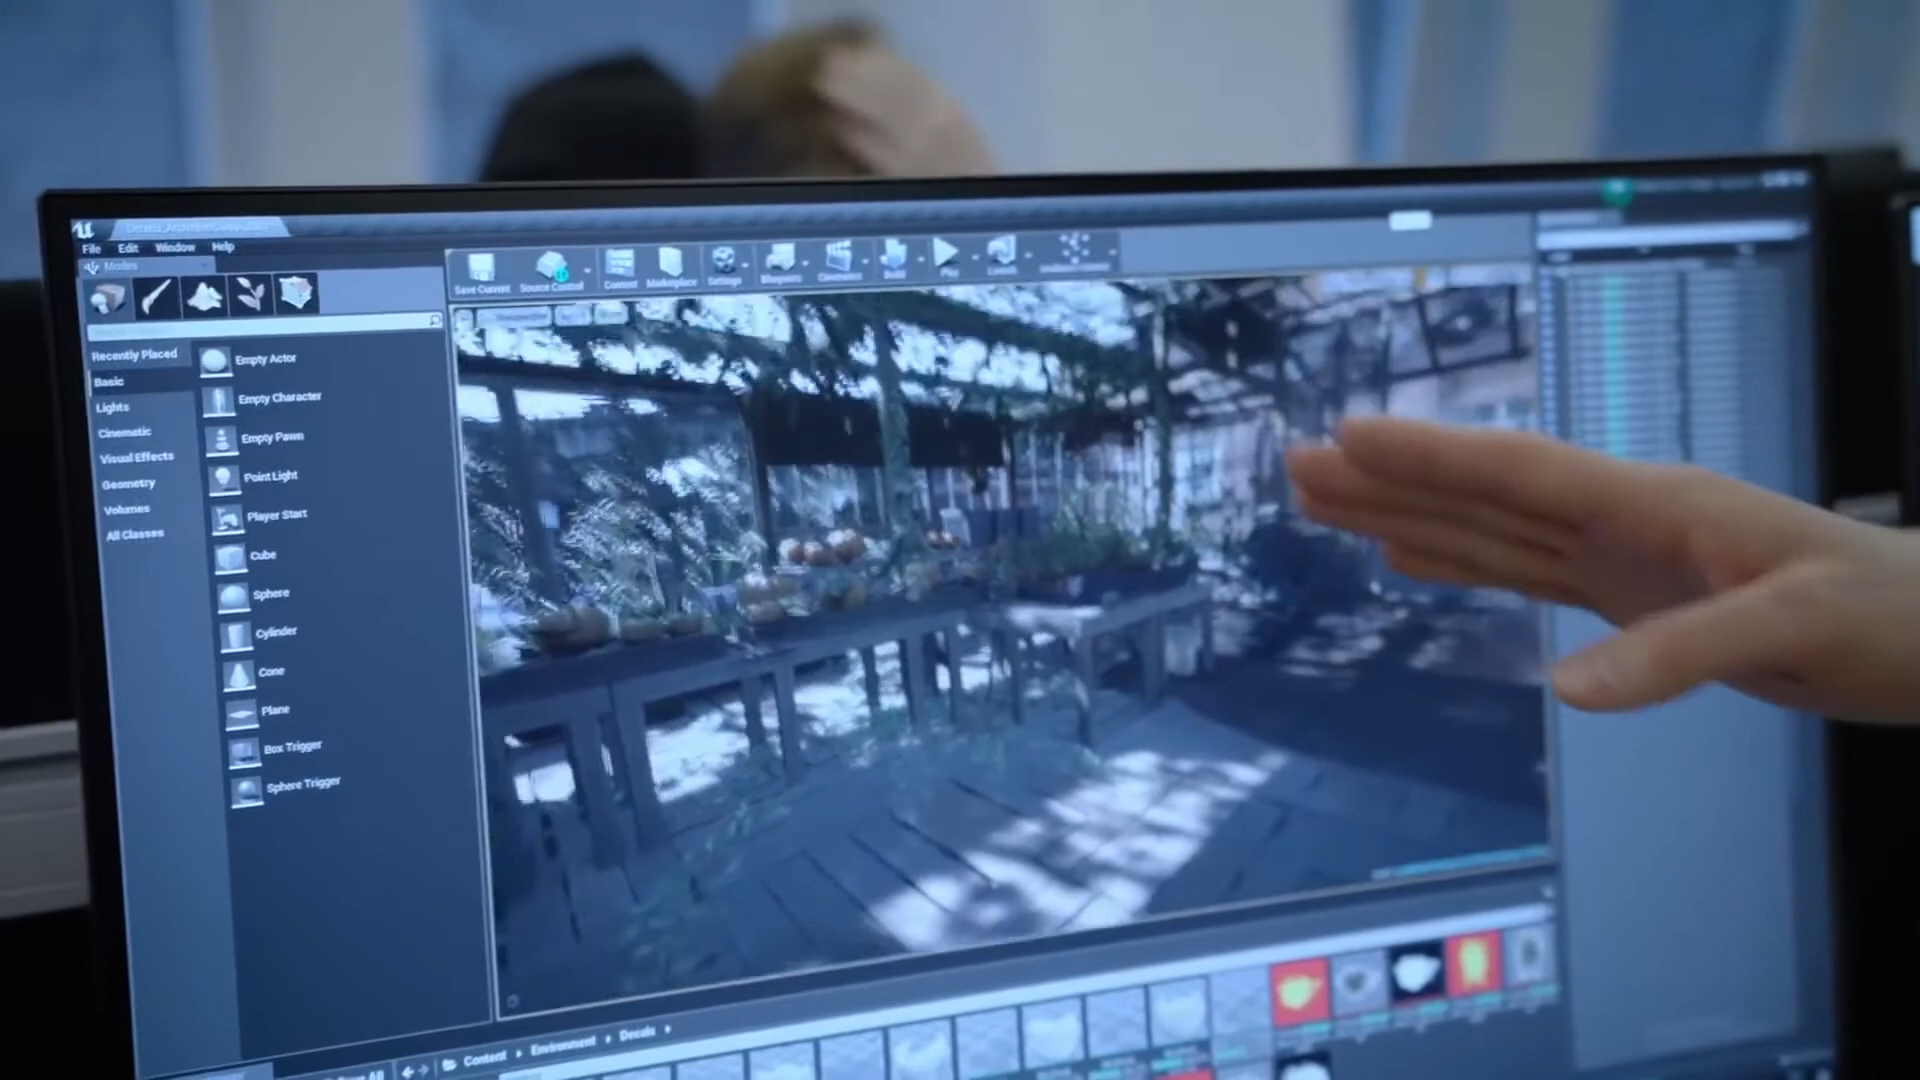 File Edit Window Help
Modes
Save Current Source Control Content Marketplace Settings Blueprints Cinematics Build Play
Recently Placed
Basic
Lights
Cinematic
Visual Effects
Geometry
Volumes
All Classes
Empty Actor
Empty Character
Empty Pawn
Point Light
Player Start
Cube
Sphere
Cylinder
Cone
Plane
Box Trigger
Sphere Trigger
Save All Content Environment Decals